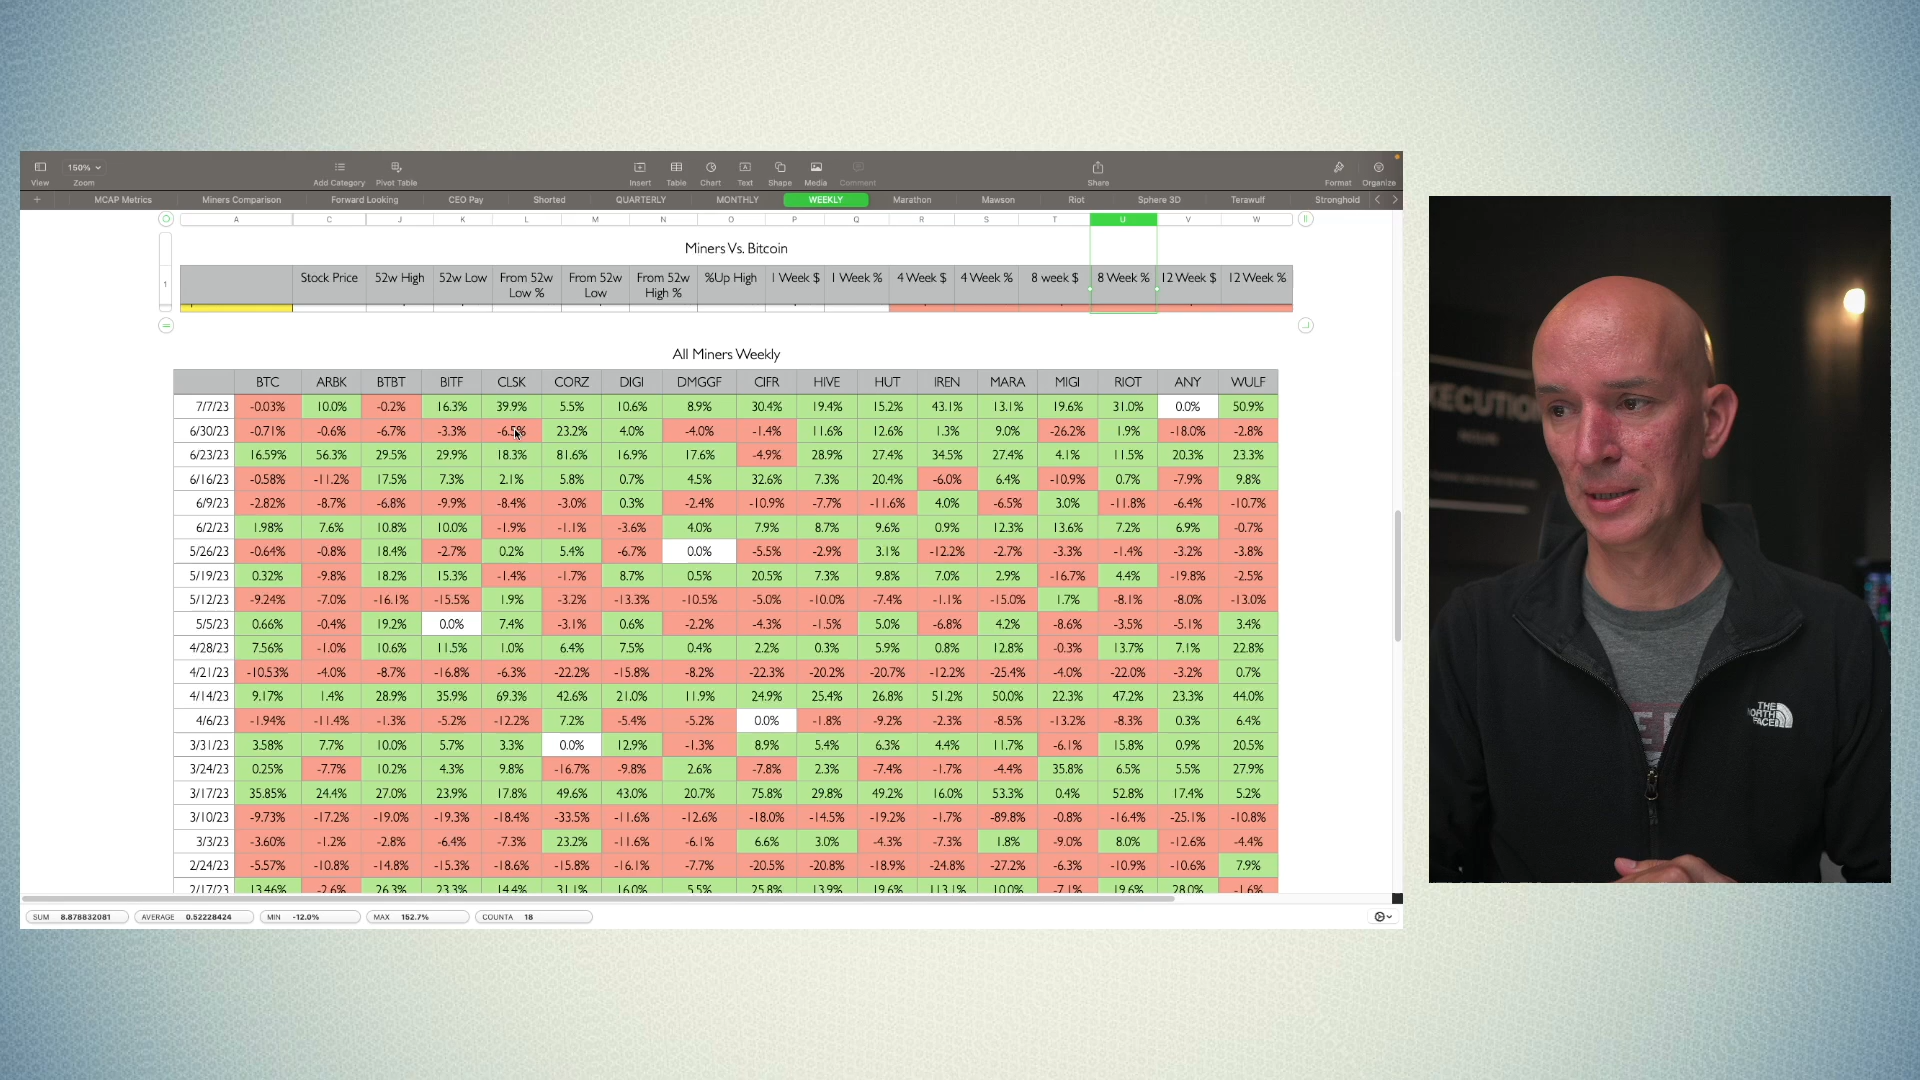 150%
View Zoom Add Category Pivot Table Insert Table Chart Text Shape Media Comment Share Format Organize
+ MCAP Metrics Miners Comparison Forward Looking CEO Pay Shorted QUARTERLY MONTHLY WEEKLY Marathon Mawson Riot Sphere 3D Terawulf Stronghold
A C J K L M N O P Q R S T U V W
Miners Vs. Bitcoin
1 Stock Price 52w High 52w Low From 52w Low % From 52w Low From 52w High % %Up High 1 Week $ 1 Week % 4 Week $ 4 Week % 8 week $ 8 Week % 12 Week $ 12 Week %
All Miners Weekly
BTC ARBK BTBT BITF CLSK CORZ DIGI DMGGF CIFR HIVE HUT IREN MARA MIGI RIOT ANY WULF
7/7/23 -0.03% 10.0% -0.2% 16.3% 39.9% 5.5% 10.6% 8.9% 30.4% 19.4% 15.2% 43.1% 13.1% 19.6% 31.0% 0.0% 50.9%
6/30/23 -0.71% -0.6% -6.7% -3.3% 23.2% 4.0% -4.0% -1.4% 11.6% 12.6% 1.3% 9.0% -26.2% 1.9% -18.0% -2.8%
6/23/23 16.59% 56.3% 29.5% 29.9% 18.3% 81.6% 16.9% 17.6% -4.9% 28.9% 27.4% 34.5% 27.4% 4.1% 11.5% 20.3% 23.3%
6/16/23 -0.58% -11.2% 17.5% 7.3% 2.1% 5.8% 0.7% 4.5% 32.6% 7.3% 20.4% -6.0% 6.4% -10.9% 0.7% -7.9% 9.8%
6/9/23 -2.82% -8.7% -6.8% -9.9% -8.4% -3.0% 0.3% -2.4% -10.9% -7.7% -11.6% 4.0% -6.5% 3.0% -11.8% -6.4% -10.7%
6/2/23 1.98% 7.6% 10.8% 10.0% -1.9% -1.1% -3.6% 4.0% 7.9% 8.7% 9.6% 0.9% 12.3% 13.6% 7.2% 6.9% -0.7%
5/26/23 -0.64% -0.8% 18.4% -2.7% 0.2% 5.4% -6.7% 0.0% -5.5% -2.9% 3.1% -12.2% -2.7% -3.3% -1.4% -3.2% -3.8%
5/19/23 0.32% -9.8% 18.2% 15.3% -1.4% -1.7% 8.7% 0.5% 20.5% 7.3% 9.8% 7.0% 2.9% -16.7% 4.4% -19.8% -2.5%
5/12/23 -9.24% -7.0% -16.1% -15.5% 1.9% -3.2% -13.3% -10.5% -5.0% -10.0% -7.4% -1.1% -15.0% 1.7% -8.1% -8.0% -13.0%
5/5/23 0.66% -0.4% 19.2% 0.0% 7.4% -3.1% 0.6% -2.2% -4.3% -1.5% 5.0% -6.8% 4.2% -8.6% -3.5% -5.1% 3.4%
4/28/23 7.56% -1.0% 10.6% 11.5% 1.0% 6.4% 7.5% 0.4% 2.2% 0.3% 5.9% 0.8% 12.8% -0.3% 13.7% 7.1% 22.8%
4/21/23 -10.53% -4.0% -8.7% -16.8% -6.3% -22.2% -15.8% -8.2% -22.3% -20.2% -20.7% -12.2% -25.4% -4.0% -22.0% -3.2% 0.7%
4/14/23 9.17% 1.4% 28.9% 35.9% 69.3% 42.6% 21.0% 11.9% 24.9% 25.4% 26.8% 51.2% 50.0% 22.3% 47.2% 23.3% 44.0%
4/6/23 -1.94% -11.4% -1.3% -5.2% -12.2% 7.2% -5.4% -5.2% 0.0% -1.8% -9.2% -2.3% -8.5% -13.2% -8.3% 0.3% 6.4%
3/31/23 3.58% 7.7% 10.0% 5.7% 3.3% 0.0% 12.9% -1.3% 8.9% 5.4% 6.3% 4.4% 11.7% -6.1% 15.8% 0.9% 20.5%
3/24/23 0.25% -7.7% 10.2% 4.3% 9.8% -16.7% -9.8% 2.6% -7.8% 2.3% -7.4% -1.7% -4.4% 35.8% 6.5% 5.5% 27.9%
3/17/23 35.85% 24.4% 27.0% 23.9% 17.8% 49.6% 43.0% 20.7% 75.8% 29.8% 49.2% 16.0% 53.3% 0.4% 52.8% 17.4% 5.2%
3/10/23 -9.73% -17.2% -19.0% -19.3% -18.4% -33.5% -11.6% -12.6% -18.0% -14.5% -19.2% -1.7% -89.8% -0.8% -16.4% -25.1% -10.8%
3/3/23 -3.60% -1.2% -2.8% -6.4% -7.3% 23.2% -11.6% -6.1% 6.6% 3.0% -4.3% -7.3% 1.8% -9.0% 8.0% -12.6% -4.4%
2/24/23 -5.57% -10.8% -14.8% -15.3% -18.6% -15.8% -16.1% -7.7% -20.5% -20.8% -18.9% -24.8% -27.2% -6.3% -10.9% -10.6% 7.9%
2/17/23 13.46% -2.6% 26.3% 23.3% 14.4% 31.1% 16.0% 5.5% 25.8% 13.9% 19.6% 113.1% 10.0% -7.1% 19.6% 28.0% -1.6%
SUM 8.878832081 AVERAGE 0.52228424 MIN -12.0% MAX 152.7% COUNTA 18
THE NORTH FACE